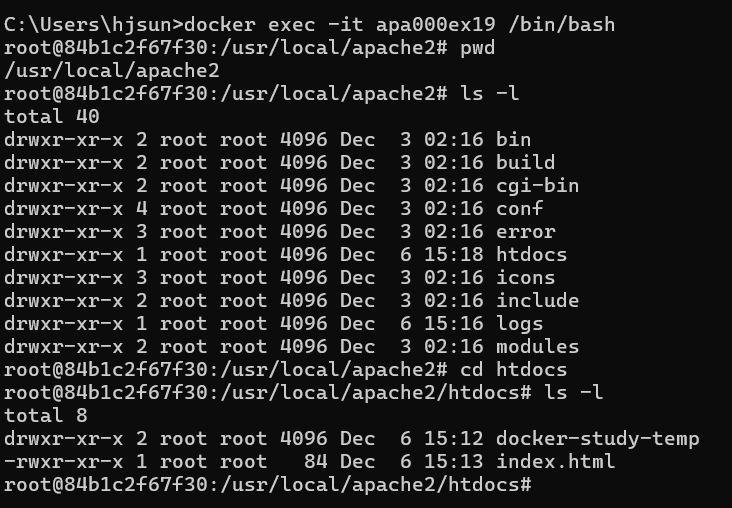 C:\Users\hjsun>docker exec -it apa000ex19 /bin/bash
root@84b1c2f67f30:/usr/local/apache2# pwd
/usr/local/apache2
root@84b1c2f67f30:/usr/local/apache2# ls -l
total 40
drwxr-xr-x 2 root root 4096 Dec  3 02:16 bin
drwxr-xr-x 2 root root 4096 Dec  3 02:16 build
drwxr-xr-x 2 root root 4096 Dec  3 02:16 cgi-bin
drwxr-xr-x 4 root root 4096 Dec  3 02:16 conf
drwxr-xr-x 3 root root 4096 Dec  3 02:16 error
drwxr-xr-x 1 root root 4096 Dec  6 15:18 htdocs
drwxr-xr-x 3 root root 4096 Dec  3 02:16 icons
drwxr-xr-x 2 root root 4096 Dec  3 02:16 include
drwxr-xr-x 1 root root 4096 Dec  6 15:16 logs
drwxr-xr-x 2 root root 4096 Dec  3 02:16 modules
root@84b1c2f67f30:/usr/local/apache2# cd htdocs
root@84b1c2f67f30:/usr/local/apache2/htdocs# ls -l
total 8
drwxr-xr-x 2 root root 4096 Dec  6 15:12 docker-study-temp
-rwxr-xr-x 1 root root   84 Dec  6 15:13 index.html
root@84b1c2f67f30:/usr/local/apache2/htdocs#